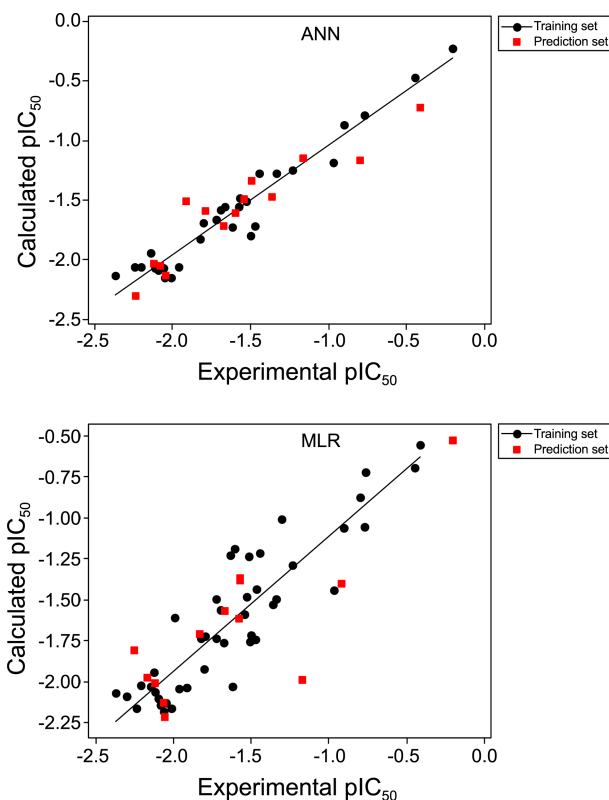 ANN
Training set
Prediction set
0.0
-0.5
-1.0
-1.5
-2.0
-2.5
Calculated pIC50
-2.5 -2.0 -1.5 -1.0 -0.5 0.0
Experimental pIC50
MLR
Training set
Prediction set
-0.50
-0.75
-1.00
-1.25
-1.50
-1.75
-2.00
-2.25
Calculated pIC50
-2.5 -2.0 -1.5 -1.0 -0.5 0.0
Experimental pIC50